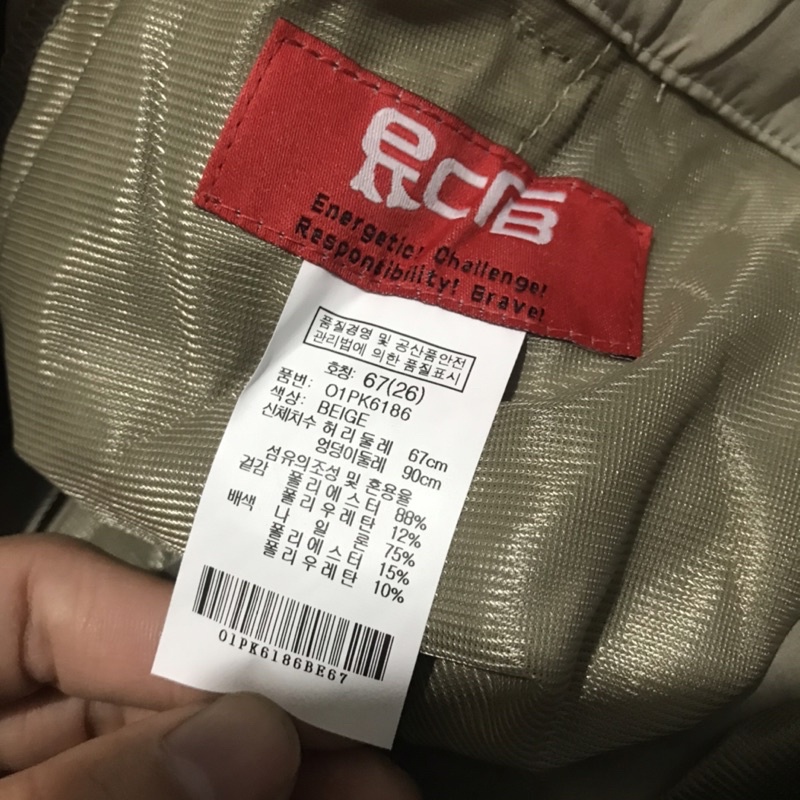 ERCB
Energetic! Challenge!
Responsibility! Brave!
품질경영 및 공산품안전
관리법에 의한 품질표시
호칭: 67(26)
품번: 01PK6186
색상: BEIGE
신체치수 허리둘레 67cm
엉덩이둘레 90cm
섬유의조성 및 혼용율
겉감 폴리에스터 88%
폴리우레탄 12%
배색 나일론 75%
폴리에스터 15%
폴리우레탄 10%
01PK6186BE67